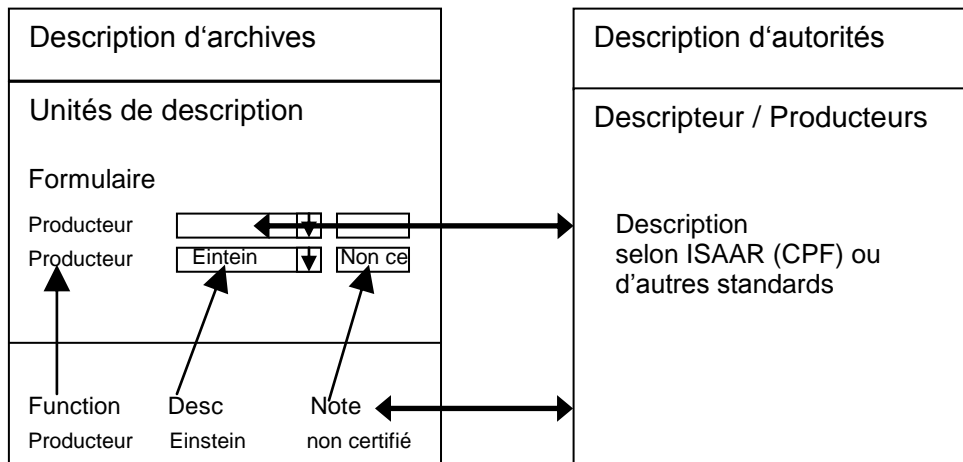 Description d‘archives
Unités de description
Formulaire
Producteur
Producteur Eintein Non ce
Function Desc Note
Producteur Einstein non certifié
Description d‘autorités
Descripteur / Producteurs
Description
selon ISAAR (CPF) ou
d’autres standards